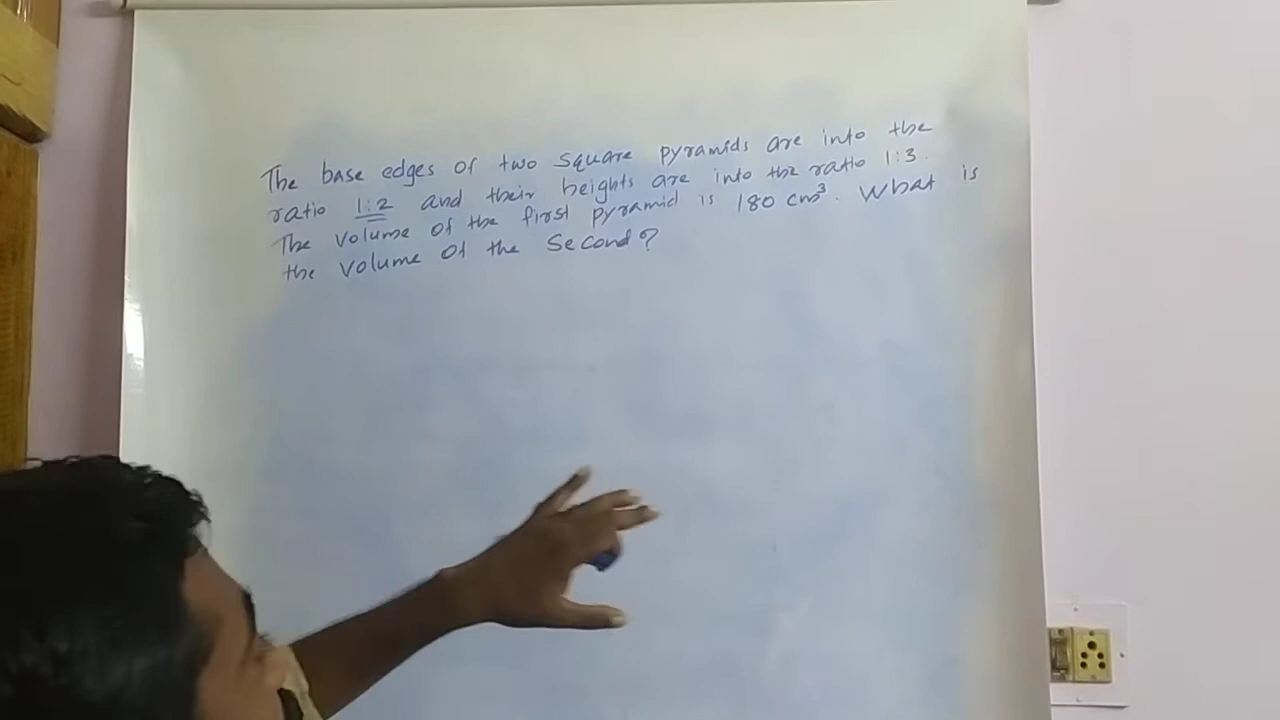 The base edges of two square pyramids are into the
ratio 1:2 and their heights are into the ratio 1:3.
The volume of the first pyramid is 180 cm³. What is
the volume of the Second?